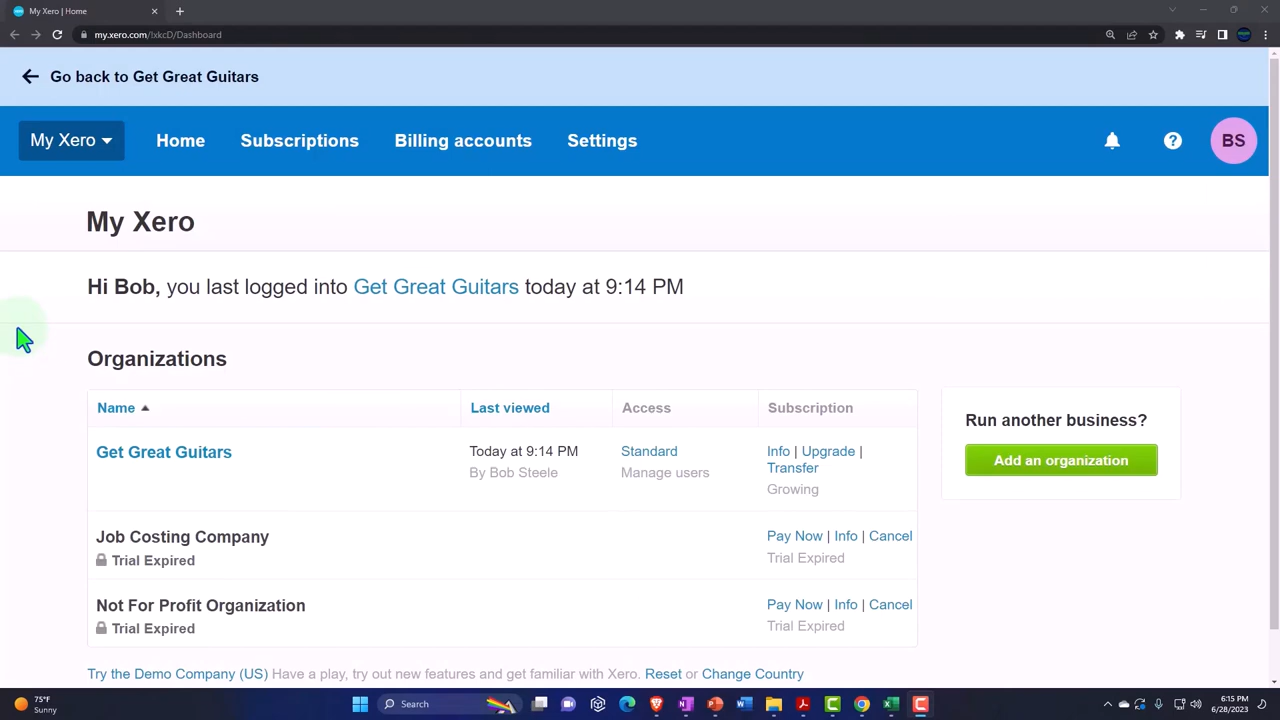 My Xero | Home
my.xero.com/!xkcD/Dashboard
Go back to Get Great Guitars
My Xero Home Subscriptions Billing accounts Settings BS
My Xero
Hi Bob, you last logged into Get Great Guitars today at 9:14 PM
Organizations
Name Last viewed Access Subscription
Get Great Guitars Today at 9:14 PM Standard Info | Upgrade |
Transfer
By Bob Steele Manage users
Growing
Job Costing Company Pay Now | Info | Cancel
Trial Expired Trial Expired
Not For Profit Organization Pay Now | Info | Cancel
Trial Expired Trial Expired
Run another business?
Add an organization
Try the Demo Company (US) Have a play, try out new features and get familiar with Xero. Reset or Change Country
75°F
Sunny
Search
6:15 PM
6/28/2023